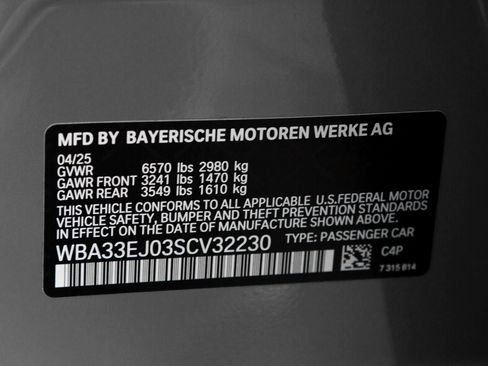 MFD BY BAYERISCHE MOTOREN WERKE AG
04/25
GVWR 6570 lbs 2980 kg
GAWR FRONT 3241 lbs 1470 kg
GAWR REAR 3549 lbs 1610 kg
THIS VEHICLE CONFORMS TO ALL APPLICABLE U.S.FEDERAL MOTOR
VEHICLE SAFETY, BUMPER AND THEFT PREVENTION STANDARDS
IN EFFECT ON THE DATE OF MANUFACTURE SHOWN ABOVE.
WBA33EJ03SCV32230 TYPE: PASSENGER CAR
C4P
7 315 814